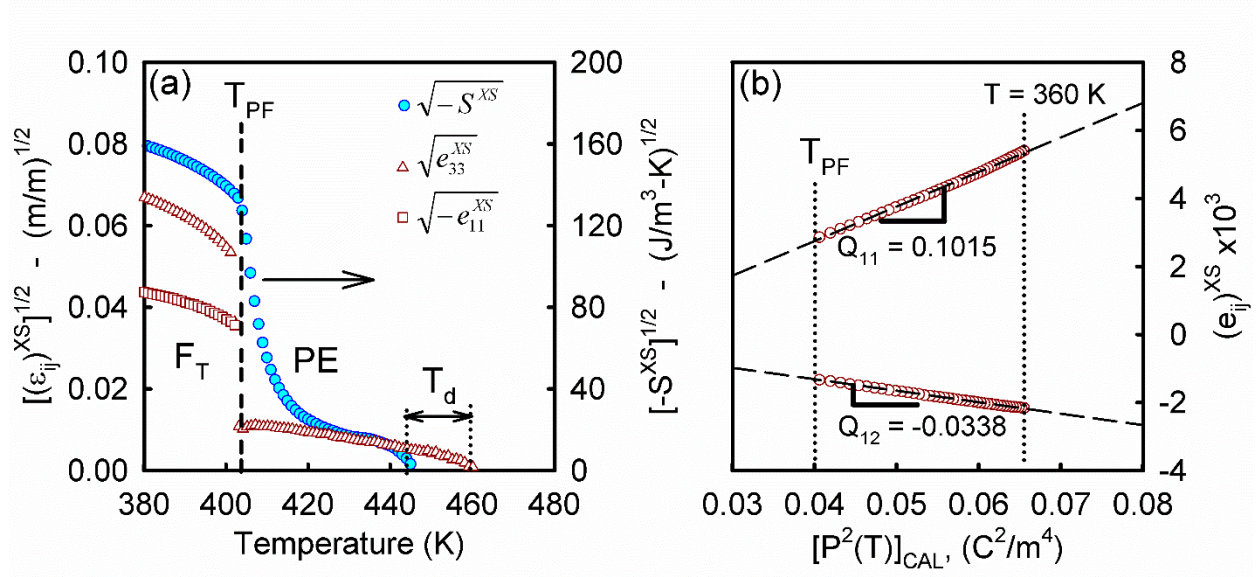 (a)
T_PF
√-S^XS
√e_33^XS
√-e_11^XS
F_T
PE
T_d
0.10
0.08
0.06
0.04
0.02
0.00
[(ε_ij)^XS]^1/2 - (m/m)^1/2
200
160
120
80
40
0
[-S^XS]^1/2 - (J/m^3-K)^1/2
380 400 420 440 460 480
Temperature (K)
(b)
T = 360 K
T_PF
Q_11 = 0.1015
Q_12 = -0.0338
8
6
4
2
0
-2
-4
(e_ij)^XS x10^3
0.03 0.04 0.05 0.06 0.07 0.08
[P^2(T)]_CAL, (C^2/m^4)